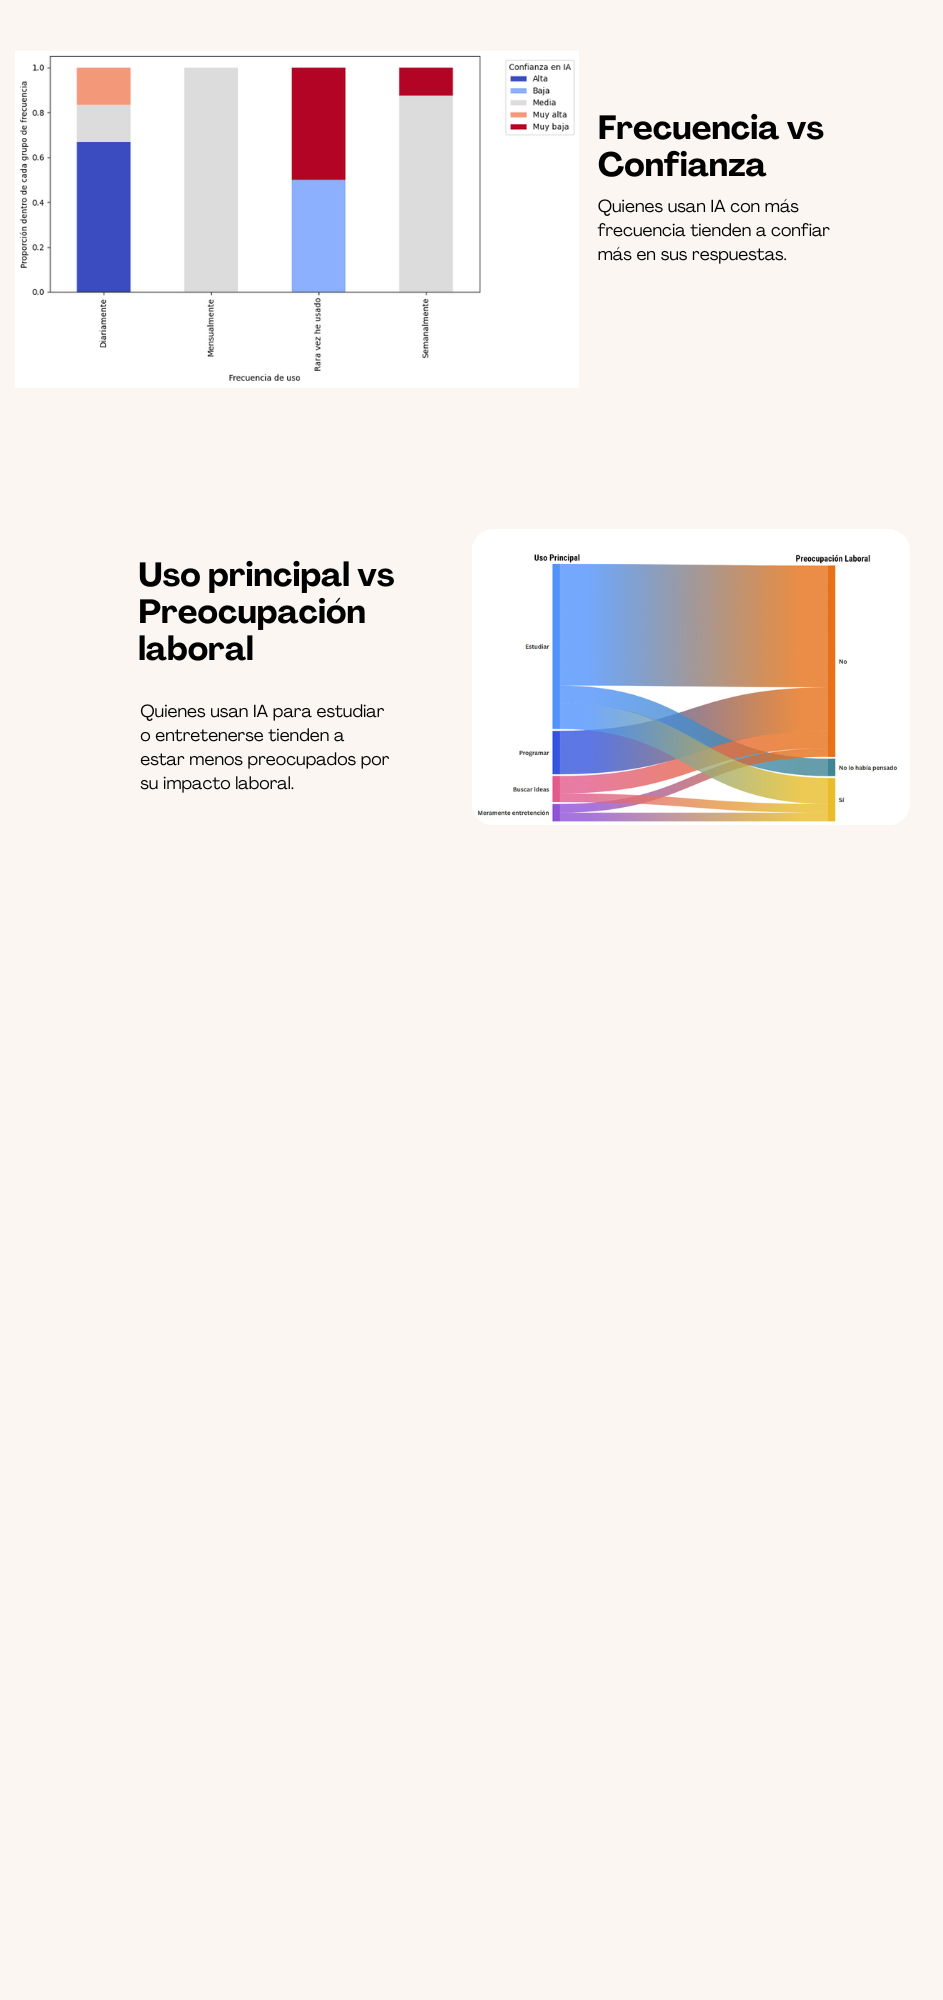 Confianza en IA
Alta
Baja
Media
Muy alta
Muy baja
Proporción dentro de cada grupo de frecuencia
1.0
0.8
0.6
0.4
0.2
0.0
Diariamente
Mensualmente
Rara vez he usado
Semanalmente
Frecuencia de uso
Frecuencia vs
Confianza
Quienes usan IA con más
frecuencia tienden a confiar
más en sus respuestas.
Uso principal vs
Preocupación
laboral
Quienes usan IA para estudiar
o entretenerse tienden a
estar menos preocupados por
su impacto laboral.
Uso Principal
Preocupación Laboral
Estudiar
No
Programar
No lo había pensado
Buscar ideas
Sí
Meramente entretención